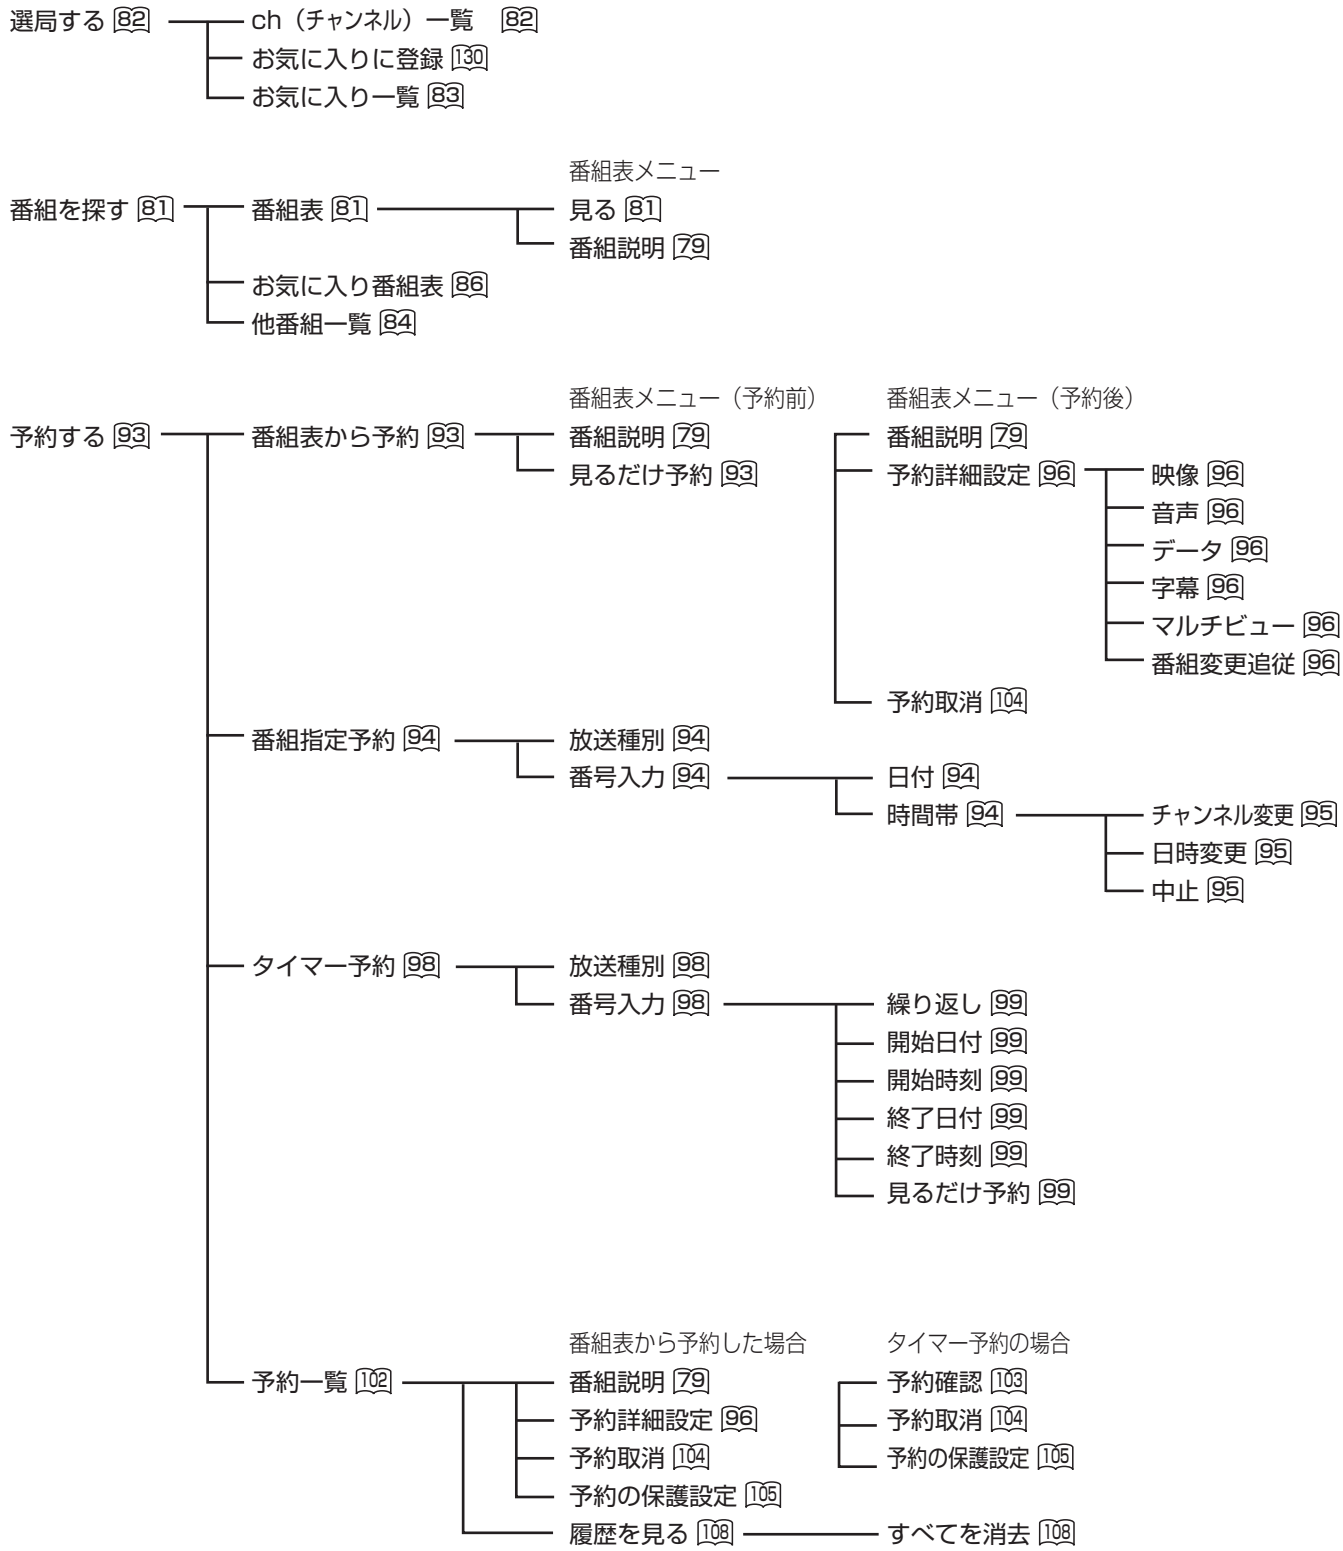 選局する 82 ch（チャンネル）一覧 82
お気に入りに登録 130
お気に入り一覧 83
番組表メニュー
番組を探す 81 番組表 81 見る 81
番組説明 79
お気に入り番組表 86
他番組一覧 84
番組表メニュー（予約前） 番組表メニュー（予約後）
予約する 93 番組表から予約 93 番組説明 79 番組説明 79
見るだけ予約 93 予約詳細設定 96 映像 96
音声 96
データ 96
字幕 96
マルチビュー 96
番組変更追従 96
予約取消 104
番組指定予約 94 放送種別 94
番号入力 94 日付 94
時間帯 94 チャンネル変更 95
日時変更 95
中止 95
タイマー予約 98 放送種別 98
番号入力 98 繰り返し 99
開始日付 99
開始時刻 99
終了日付 99
終了時刻 99
見るだけ予約 99
番組表から予約した場合 タイマー予約の場合
予約一覧 102 番組説明 79 予約確認 103
予約詳細設定 96 予約取消 104
予約取消 104 予約の保護設定 105
予約の保護設定 105
履歴を見る 108 すべてを消去 108